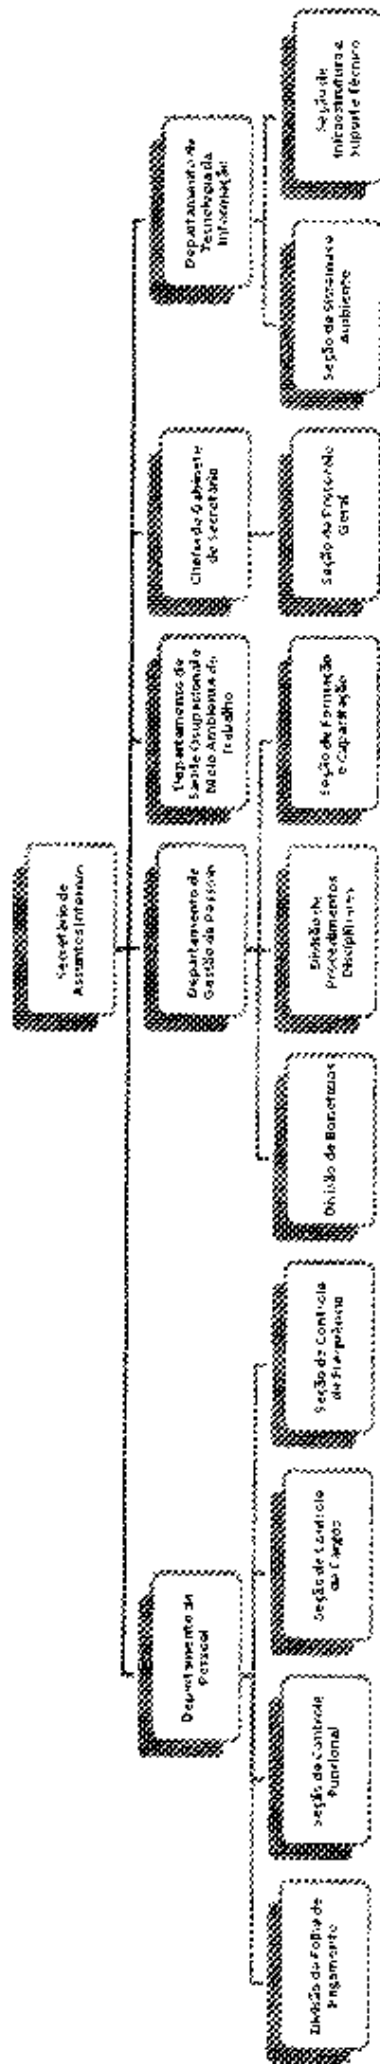 Secretário de
Assuntos Internos
Departamento de
Pessoal
Departamento de
Gestão de Pessoas
Departamento de
Saúde Ocupacional e
Meio Ambiente do
Trabalho
Chefia de Gabinete
de Secretaria
Departamento de
Tecnologia da
Informação
Divisão de Folha de
Pagamento
Seção de Controle
Funcional
Seção de Controle
de Cargos
Seção de Controle
de Frequência
Divisão de Benefícios
Divisão de
Procedimentos
Disciplinares
Seção de Formação
e Capacitação
Seção de Protocolo
Geral
Seção de Sistemas e
Ambiente
Seção de
Infraestrutura e
Suporte Técnico